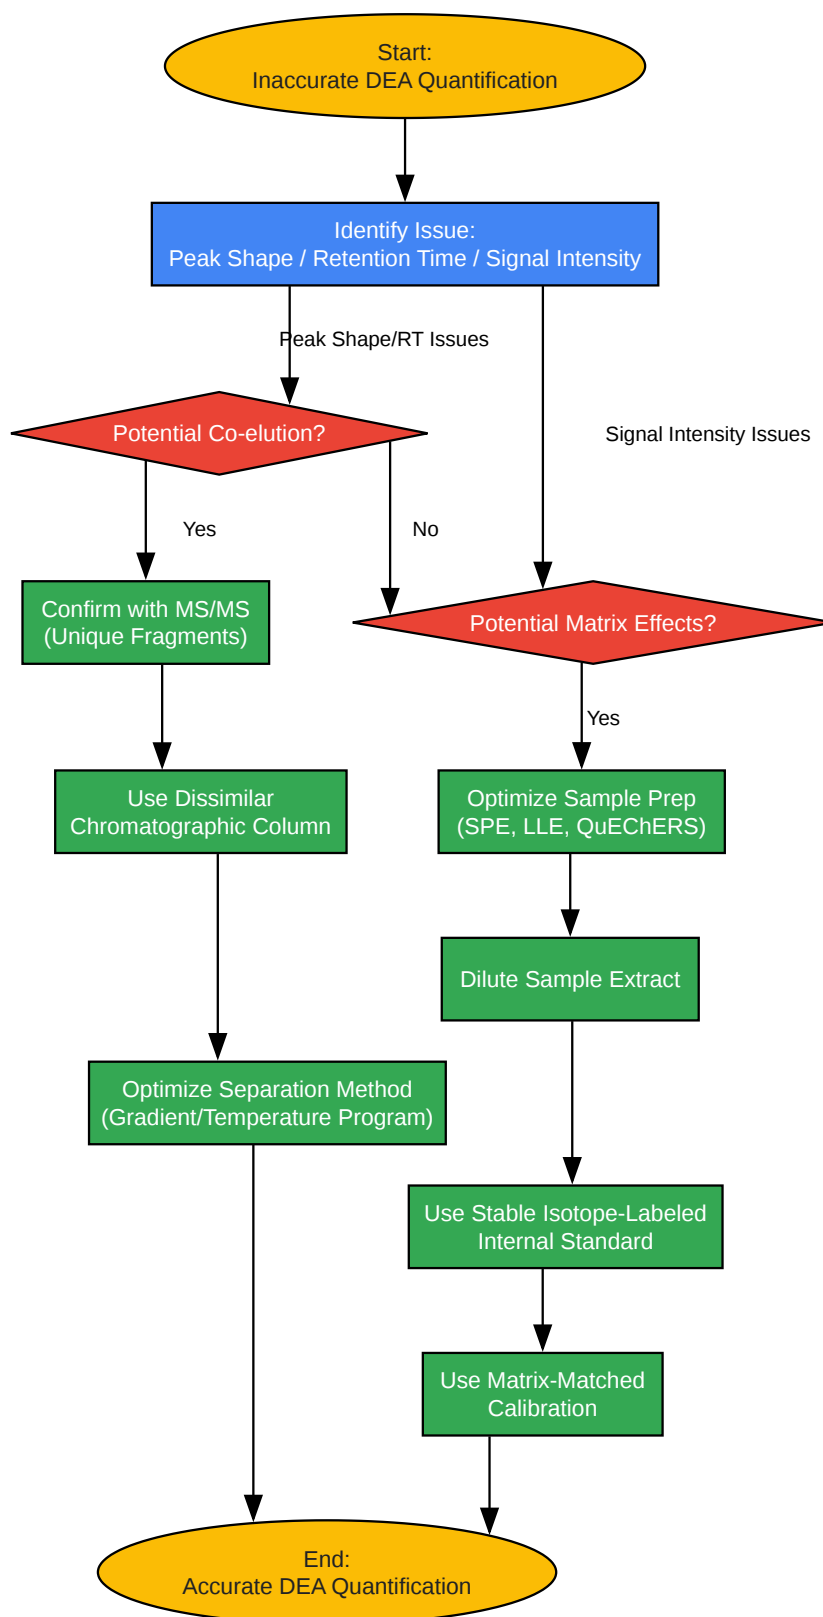 Start:
Inaccurate DEA Quantification
Identify Issue:
Peak Shape / Retention Time / Signal Intensity
Peak Shape/RT Issues
Potential Co-elution?
Signal Intensity Issues
Yes
No
Confirm with MS/MS
(Unique Fragments)
Potential Matrix Effects?
Yes
Use Dissimilar
Chromatographic Column
Optimize Sample Prep
(SPE, LLE, QuEChERS)
Dilute Sample Extract
Optimize Separation Method
(Gradient/Temperature Program)
Use Stable Isotope-Labeled
Internal Standard
Use Matrix-Matched
Calibration
End:
Accurate DEA Quantification